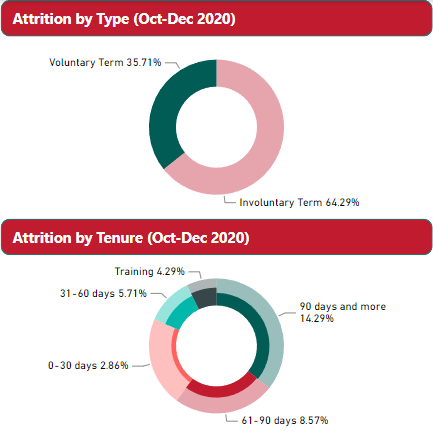 Attrition by Type (Oct-Dec 2020)
Voluntary Term 35.71%
Involuntary Term 64.29%
Attrition by Tenure (Oct-Dec 2020)
Training 4.29%
31-60 days 5.71%
90 days and more
14.29%
0-30 days 2.86%
61-90 days 8.57%